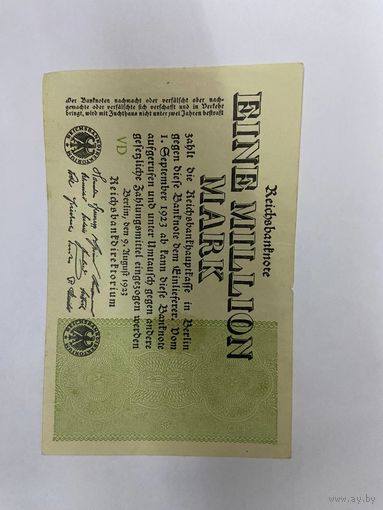 Reichsbanknote
EINE MILLION
MARK
zahlt die Reichsbankhauptkasse in Berlin
gegen diese Banknote dem Einlieferer. Vom
1. September 1923 ab kann diese Banknote
aufgerufen und unter Umtausch gegen andere
gesetzliche Zahlungsmittel eingezogen werden
Berlin, den 9. August 1923
Reichsbankdirektorium
VD
REICHSBANKDIREKTORIUM
REICHSBANKDIREKTORIUM
Wer Banknoten nachmacht oder verfälscht oder nach-
gemachte oder verfälschte sich verschafft und in Verkehr
bringt, wird mit Zuchthaus nicht unter zwei Jahren bestraft
www.ay.by